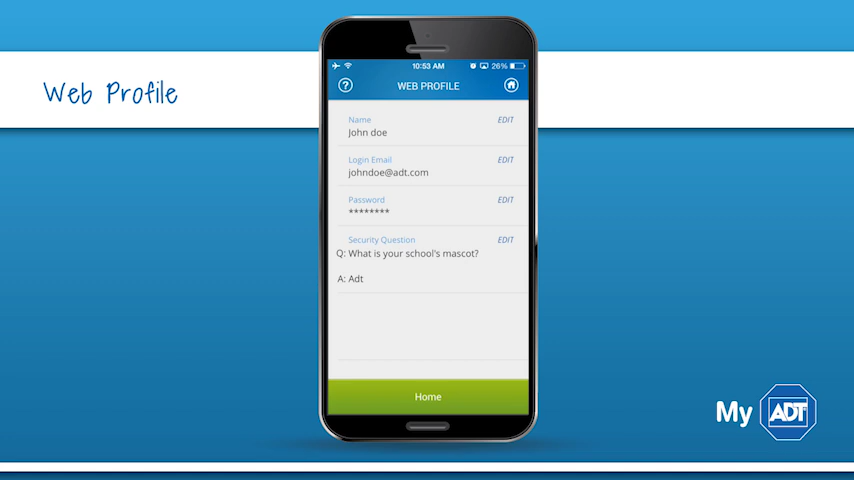 Web Profile
10:53 AM
26%
?
WEB PROFILE
Name
EDIT
John doe
Login Email
EDIT
johndoe@adt.com
Password
EDIT
********
Security Question
EDIT
Q: What is your school's mascot?
A: Adt
Home
My ADT